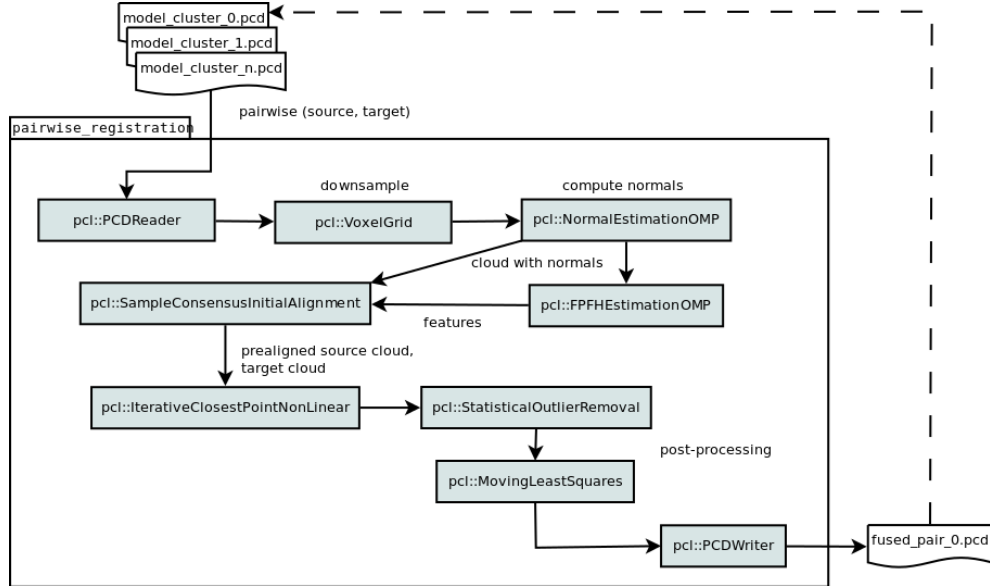 model_cluster_0.pcd
model_cluster_1.pcd
model_cluster_n.pcd
pairwise (source, target)
pairwise_registration
downsample
compute normals
pcl::PCDReader
pcl::VoxelGrid
pcl::NormalEstimationOMP
cloud with normals
pcl::SampleConsensusInitialAlignment
pcl::FPFHEstimationOMP
features
prealigned source cloud,
target cloud
pcl::IterativeClosestPointNonLinear
pcl::StatisticalOutlierRemoval
post-processing
pcl::MovingLeastSquares
pcl::PCDWriter
fused_pair_0.pcd